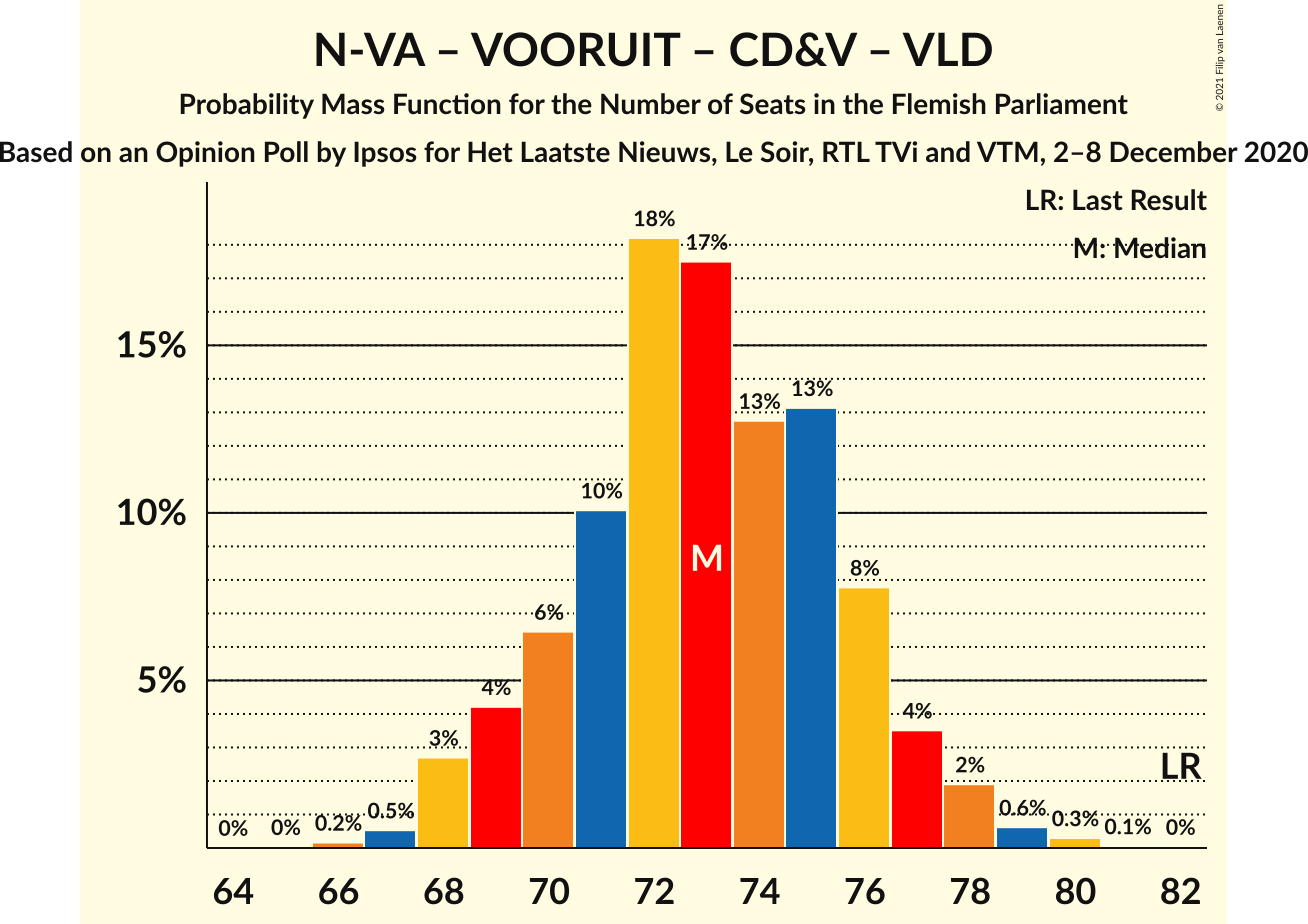 N-VA – VOORUIT – CD&V – VLD
Probability Mass Function for the Number of Seats in the Flemish Parliament
Based on an Opinion Poll by Ipsos for Het Laatste Nieuws, Le Soir, RTL TVi and VTM, 2–8 December 2020
© 2021 Filip van Laenen
LR: Last Result
M: Median
15%
10%
5%
0% 0% 0.2% 0.5% 3% 4% 6% 10% 18% 17% 13% 13% 8% 4% 2% 0.6% 0.3% 0.1% 0%
M
LR
64 66 68 70 72 74 76 78 80 82